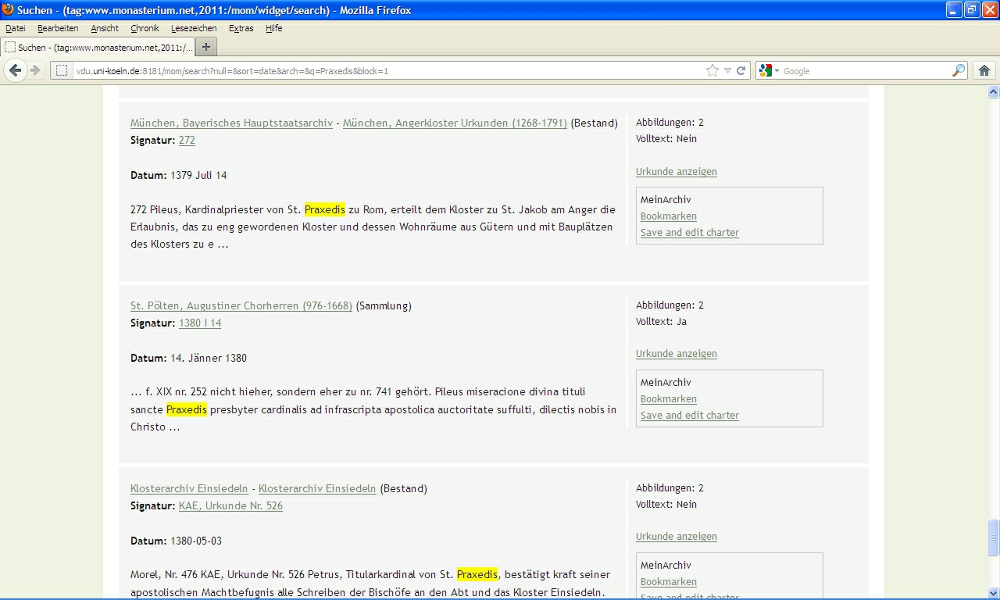 Suchen - (tag:www.monasterium.net,2011:/mom/widget/search) - Mozilla Firefox
Datei Bearbeiten Ansicht Chronik Lesezeichen Extras Hilfe
Suchen - (tag:www.monasterium.net,2011:/...
vdu.uni-koeln.de:8181/mom/search?null=&sort=date&arch=&q=Praxedis&block=1
Google
München, Bayerisches Hauptstaatsarchiv - München, Angerkloster Urkunden (1268-1791) (Bestand)
Signatur: 272
Datum: 1379 Juli 14
272 Pileus, Kardinalpriester von St. Praxedis zu Rom, erteilt dem Kloster zu St. Jakob am Anger die
Erlaubnis, das zu eng gewordenen Kloster und dessen Wohnräume aus Gütern und mit Bauplätzen
des Klosters zu e ...
Abbildungen: 2
Volltext: Nein
Urkunde anzeigen
MeinArchiv
Bookmarken
Save and edit charter
St. Pölten, Augustiner Chorherren (976-1668) (Sammlung)
Signatur: 1380 I 14
Datum: 14. Jänner 1380
... f. XIX nr. 252 nicht hieher, sondern eher zu nr. 741 gehört. Pileus miseracione divina tituli
sancte Praxedis presbyter cardinalis ad infrascripta apostolica auctoritate suffulti, dilectis nobis in
Christo ...
Abbildungen: 2
Volltext: Ja
Urkunde anzeigen
MeinArchiv
Bookmarken
Save and edit charter
Klosterarchiv Einsiedeln - Klosterarchiv Einsiedeln (Bestand)
Signatur: KAE, Urkunde Nr. 526
Datum: 1380-05-03
Morel, Nr. 476 KAE, Urkunde Nr. 526 Petrus, Titularkardinal von St. Praxedis, bestätigt kraft seiner
apostolischen Machtbefugnis alle Schreiben der Bischöfe an den Abt und das Kloster Einsiedeln.
Abbildungen: 2
Volltext: Nein
Urkunde anzeigen
MeinArchiv
Bookmarken
Save and edit charter